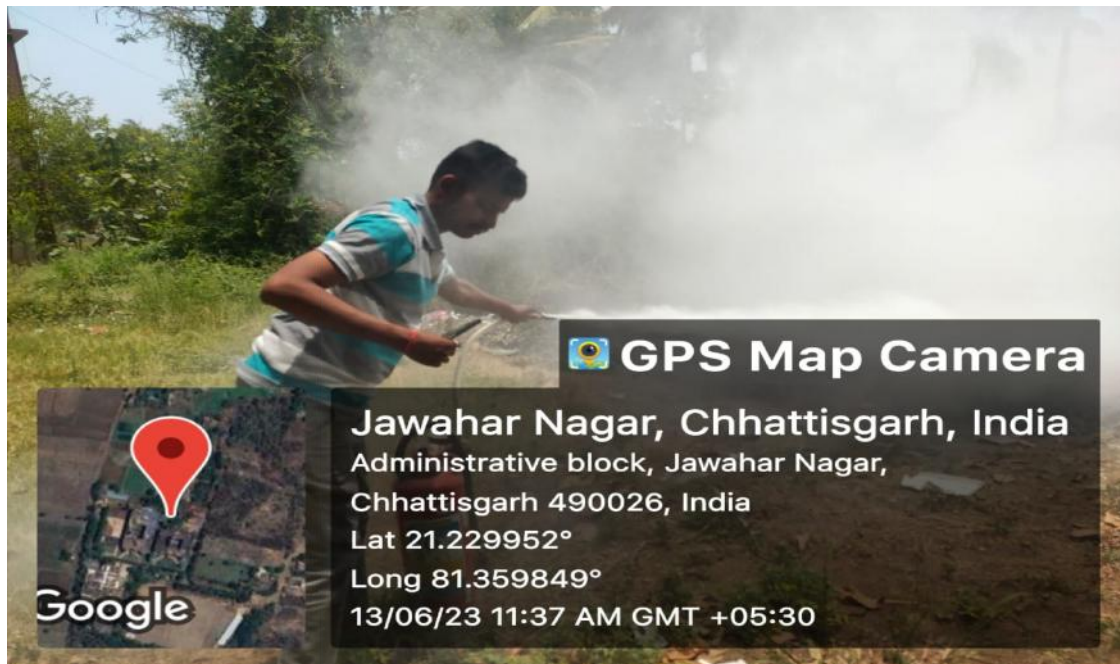 GPS Map Camera
Jawahar Nagar, Chhattisgarh, India
Administrative block, Jawahar Nagar,
Chhattisgarh 490026, India
Lat 21.229952°
Long 81.359849°
13/06/23 11:37 AM GMT +05:30
Google